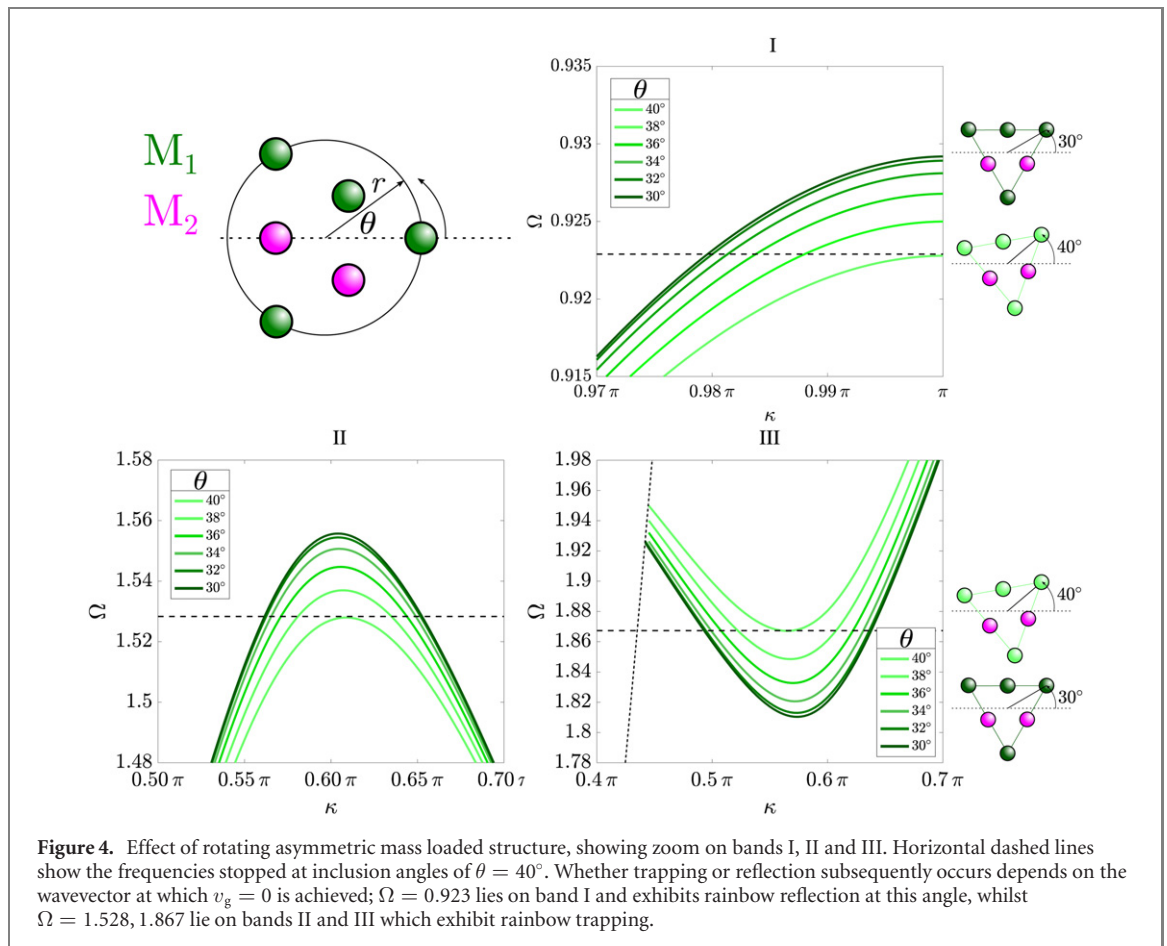 I
M₁
M₂
r
θ
Ω
0.935
0.93
0.925
0.92
0.915
θ
40°
38°
36°
34°
32°
30°
0.97 π
0.98 π
0.99 π
π
κ
30°
40°
II
Ω
1.58
1.56
1.54
1.52
1.5
1.48
θ
40°
38°
36°
34°
32°
30°
0.50 π
0.55 π
0.60 π
0.65 π
0.70 τ
κ
III
Ω
1.98
1.96
1.94
1.92
1.9
1.88
1.86
1.84
1.82
1.8
1.78
θ
40°
38°
36°
34°
32°
30°
0.4 π
0.5 π
0.6 π
0.7 π
κ
40°
30°
Figure 4. Effect of rotating asymmetric mass loaded structure, showing zoom on bands I, II and III. Horizontal dashed lines
show the frequencies stopped at inclusion angles of θ = 40°. Whether trapping or reflection subsequently occurs depends on the
wavevector at which v_g = 0 is achieved; Ω = 0.923 lies on band I and exhibits rainbow reflection at this angle, whilst
Ω = 1.528, 1.867 lie on bands II and III which exhibit rainbow trapping.